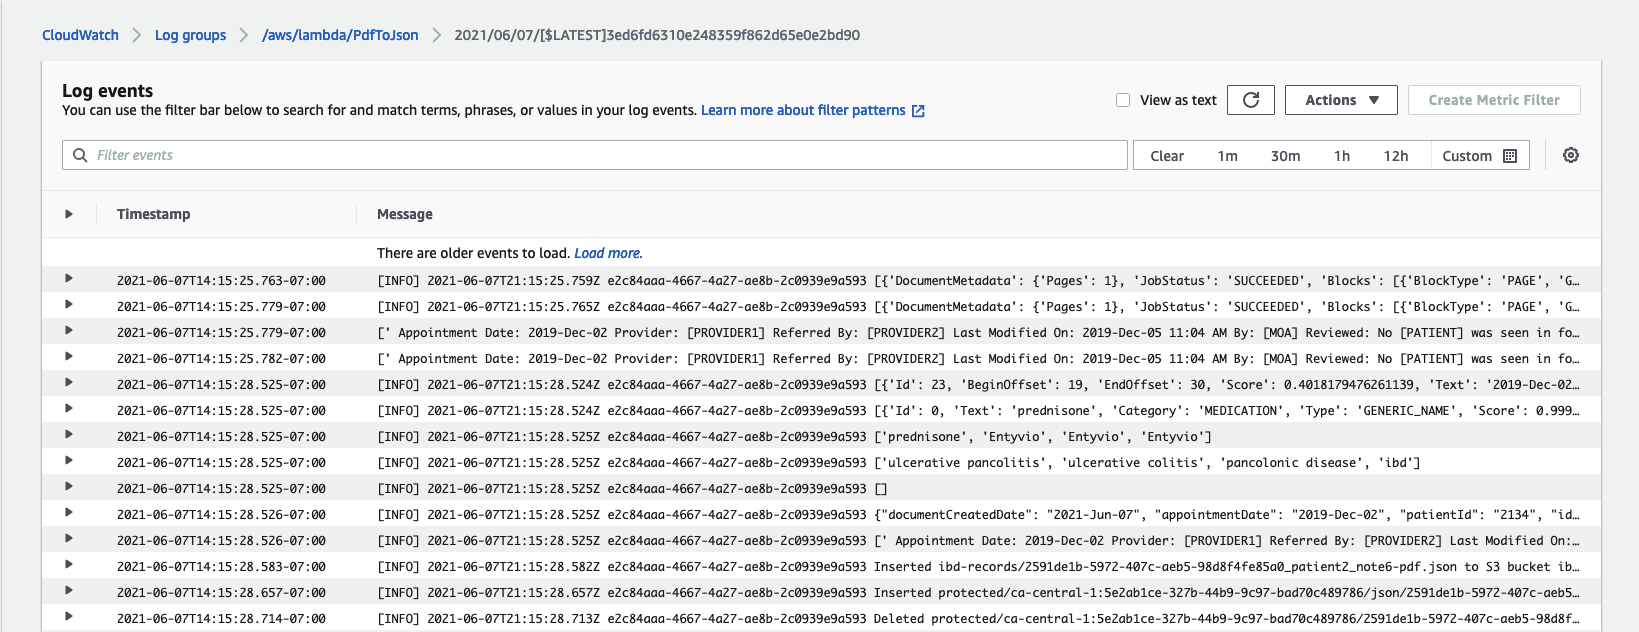 CloudWatch > Log groups > /aws/lambda/PdfToJson > 2021/06/07/[$LATEST]3ed6fd6310e248359f862d65e0e2bd90
Log events
You can use the filter bar below to search for and match terms, phrases, or values in your log events. Learn more about filter patterns
View as text
Actions
Create Metric Filter
Filter events
Clear 1m 30m 1h 12h Custom
Timestamp Message
There are older events to load. Load more.
2021-06-07T14:15:25.763-07:00 [INFO] 2021-06-07T21:15:25.759Z e2c84aaa-4667-4a27-ae8b-2c0939e9a593 [{'DocumentMetadata': {'Pages': 1}, 'JobStatus': 'SUCCEEDED', 'Blocks': [{'BlockType': 'PAGE', 'G…
2021-06-07T14:15:25.779-07:00 [INFO] 2021-06-07T21:15:25.765Z e2c84aaa-4667-4a27-ae8b-2c0939e9a593 [{'DocumentMetadata': {'Pages': 1}, 'JobStatus': 'SUCCEEDED', 'Blocks': [{'BlockType': 'PAGE', 'G…
2021-06-07T14:15:25.779-07:00 [' Appointment Date: 2019-Dec-02 Provider: [PROVIDER1] Referred By: [PROVIDER2] Last Modified On: 2019-Dec-05 11:04 AM By: [MOA] Reviewed: No [PATIENT] was seen in fo…
2021-06-07T14:15:25.782-07:00 [' Appointment Date: 2019-Dec-02 Provider: [PROVIDER1] Referred By: [PROVIDER2] Last Modified On: 2019-Dec-05 11:04 AM By: [MOA] Reviewed: No [PATIENT] was seen in fo…
2021-06-07T14:15:28.525-07:00 [INFO] 2021-06-07T21:15:28.524Z e2c84aaa-4667-4a27-ae8b-2c0939e9a593 [{'Id': 23, 'BeginOffset': 19, 'EndOffset': 30, 'Score': 0.4018179476261139, 'Text': '2019-Dec-02…
2021-06-07T14:15:28.525-07:00 [INFO] 2021-06-07T21:15:28.524Z e2c84aaa-4667-4a27-ae8b-2c0939e9a593 [{'Id': 0, 'Text': 'prednisone', 'Category': 'MEDICATION', 'Type': 'GENERIC_NAME', 'Score': 0.999…
2021-06-07T14:15:28.525-07:00 [INFO] 2021-06-07T21:15:28.525Z e2c84aaa-4667-4a27-ae8b-2c0939e9a593 ['prednisone', 'Entyvio', 'Entyvio', 'Entyvio']
2021-06-07T14:15:28.525-07:00 [INFO] 2021-06-07T21:15:28.525Z e2c84aaa-4667-4a27-ae8b-2c0939e9a593 ['ulcerative pancolitis', 'ulcerative colitis', 'pancolonic disease', 'ibd']
2021-06-07T14:15:28.525-07:00 [INFO] 2021-06-07T21:15:28.525Z e2c84aaa-4667-4a27-ae8b-2c0939e9a593 []
2021-06-07T14:15:28.526-07:00 [INFO] 2021-06-07T21:15:28.525Z e2c84aaa-4667-4a27-ae8b-2c0939e9a593 {"documentCreatedDate": "2021-Jun-07", "appointmentDate": "2019-Dec-02", "patientId": "2134", "id…
2021-06-07T14:15:28.526-07:00 [INFO] 2021-06-07T21:15:28.525Z e2c84aaa-4667-4a27-ae8b-2c0939e9a593 [' Appointment Date: 2019-Dec-02 Provider: [PROVIDER1] Referred By: [PROVIDER2] Last Modified On:…
2021-06-07T14:15:28.583-07:00 [INFO] 2021-06-07T21:15:28.582Z e2c84aaa-4667-4a27-ae8b-2c0939e9a593 Inserted ibd-records/2591de1b-5972-407c-aeb5-98d8f4fe85a0_patient2_note6-pdf.json to S3 bucket ib…
2021-06-07T14:15:28.657-07:00 [INFO] 2021-06-07T21:15:28.657Z e2c84aaa-4667-4a27-ae8b-2c0939e9a593 Inserted protected/ca-central-1:5e2ab1ce-327b-44b9-9c97-bad70c489786/json/2591de1b-5972-407c-aeb5…
2021-06-07T14:15:28.714-07:00 [INFO] 2021-06-07T21:15:28.713Z e2c84aaa-4667-4a27-ae8b-2c0939e9a593 Deleted protected/ca-central-1:5e2ab1ce-327b-44b9-9c97-bad70c489786/2591de1b-5972-407c-aeb5-98d8f…